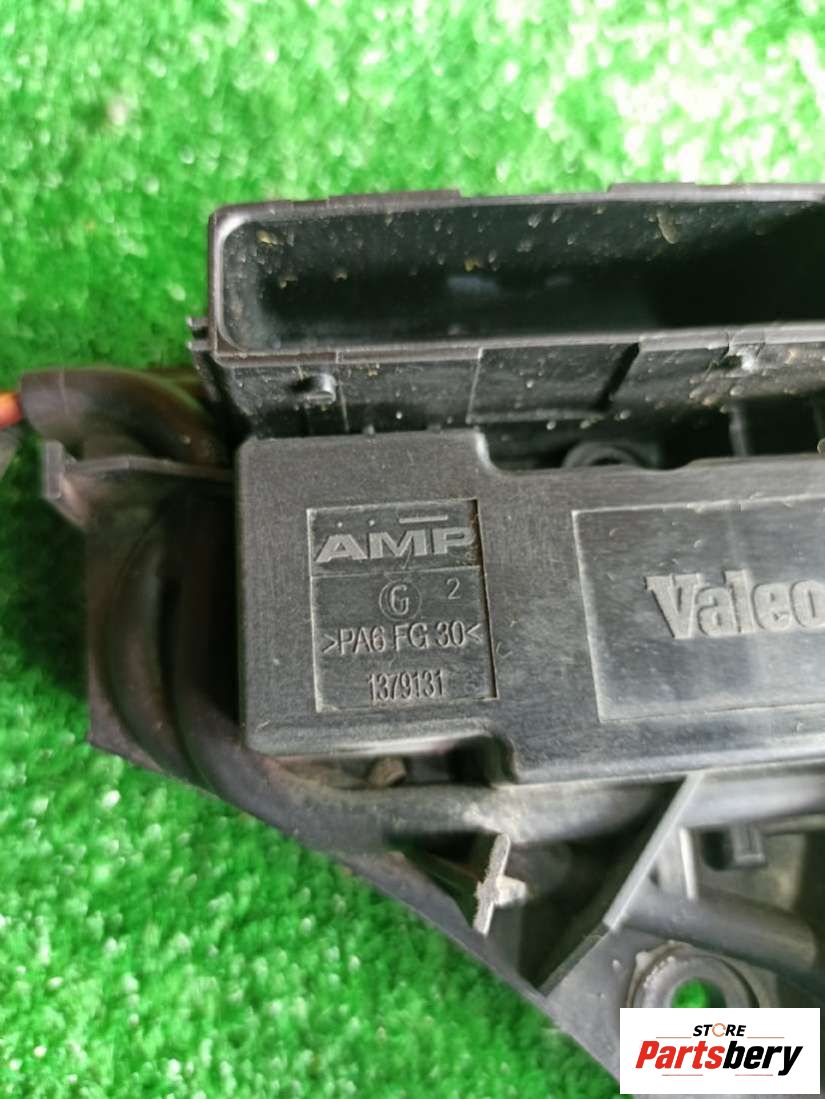 AMP
G 2
>PA6 FG 30<
1379131
Valeo
STORE
Partsbery